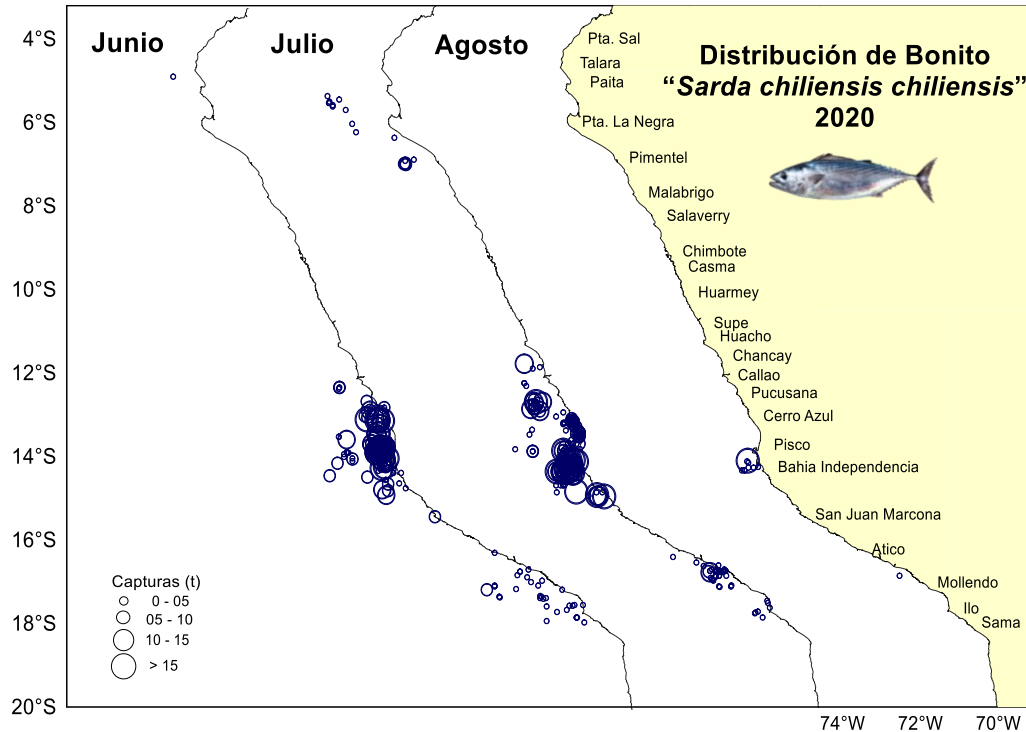 Junio
Julio
Agosto
Distribución de Bonito
“Sarda chiliensis chiliensis”
2020
4°S
6°S
8°S
10°S
12°S
14°S
16°S
18°S
20°S
Pta. Sal
Talara
Paita
Pta. La Negra
Pimentel
Malabrigo
Salaverry
Chimbote
Casma
Huarmey
Supe
Huacho
Chancay
Callao
Pucusana
Cerro Azul
Pisco
Bahia Independencia
San Juan Marcona
Atico
Mollendo
Ilo
Sama
Capturas (t)
0 - 05
05 - 10
10 - 15
> 15
74°W
72°W
70°W